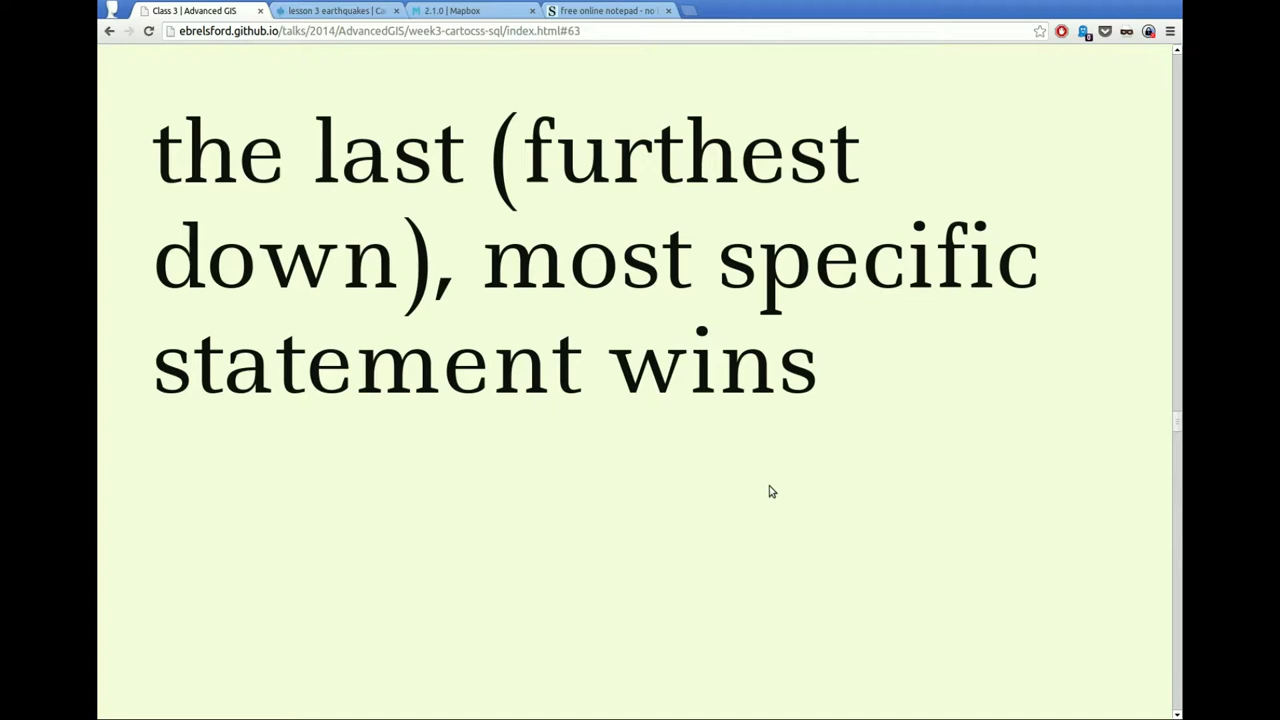 Class 3 | Advanced GIS
lesson 3 earthquakes | Ca
2.1.0 | Mapbox
free online notepad - no
ebrelsford.github.io/talks/2014/AdvancedGIS/week3-cartocss-sql/index.html#63
the last (furthest
down), most specific
statement wins